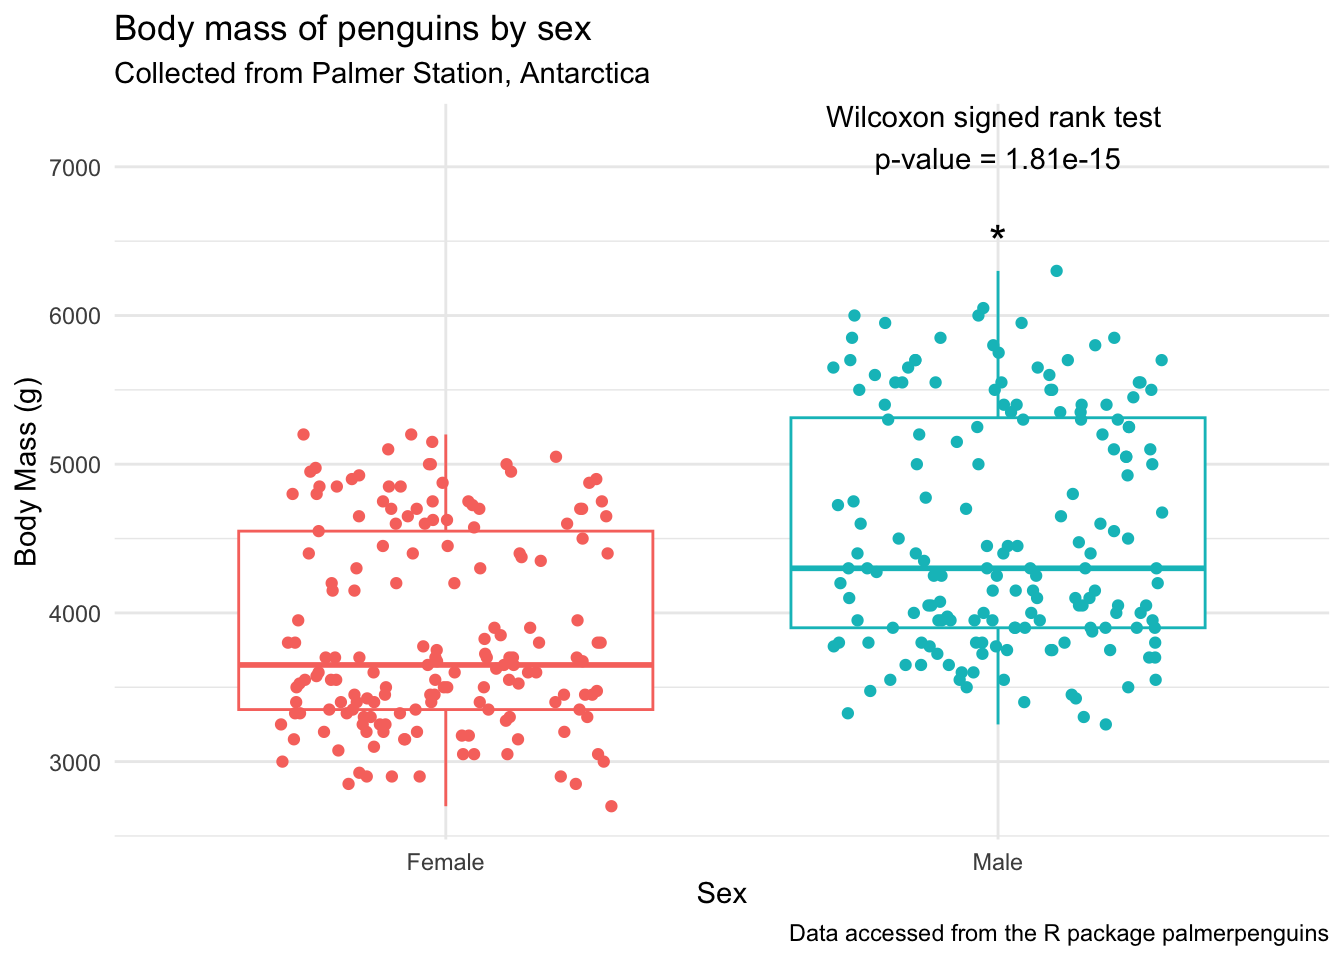 Body mass of penguins by sex
Collected from Palmer Station, Antarctica
Wilcoxon signed rank test
p-value = 1.81e-15
*
7000
6000
5000
4000
3000
Body Mass (g)
Female
Male
Sex
Data accessed from the R package palmerpenguins